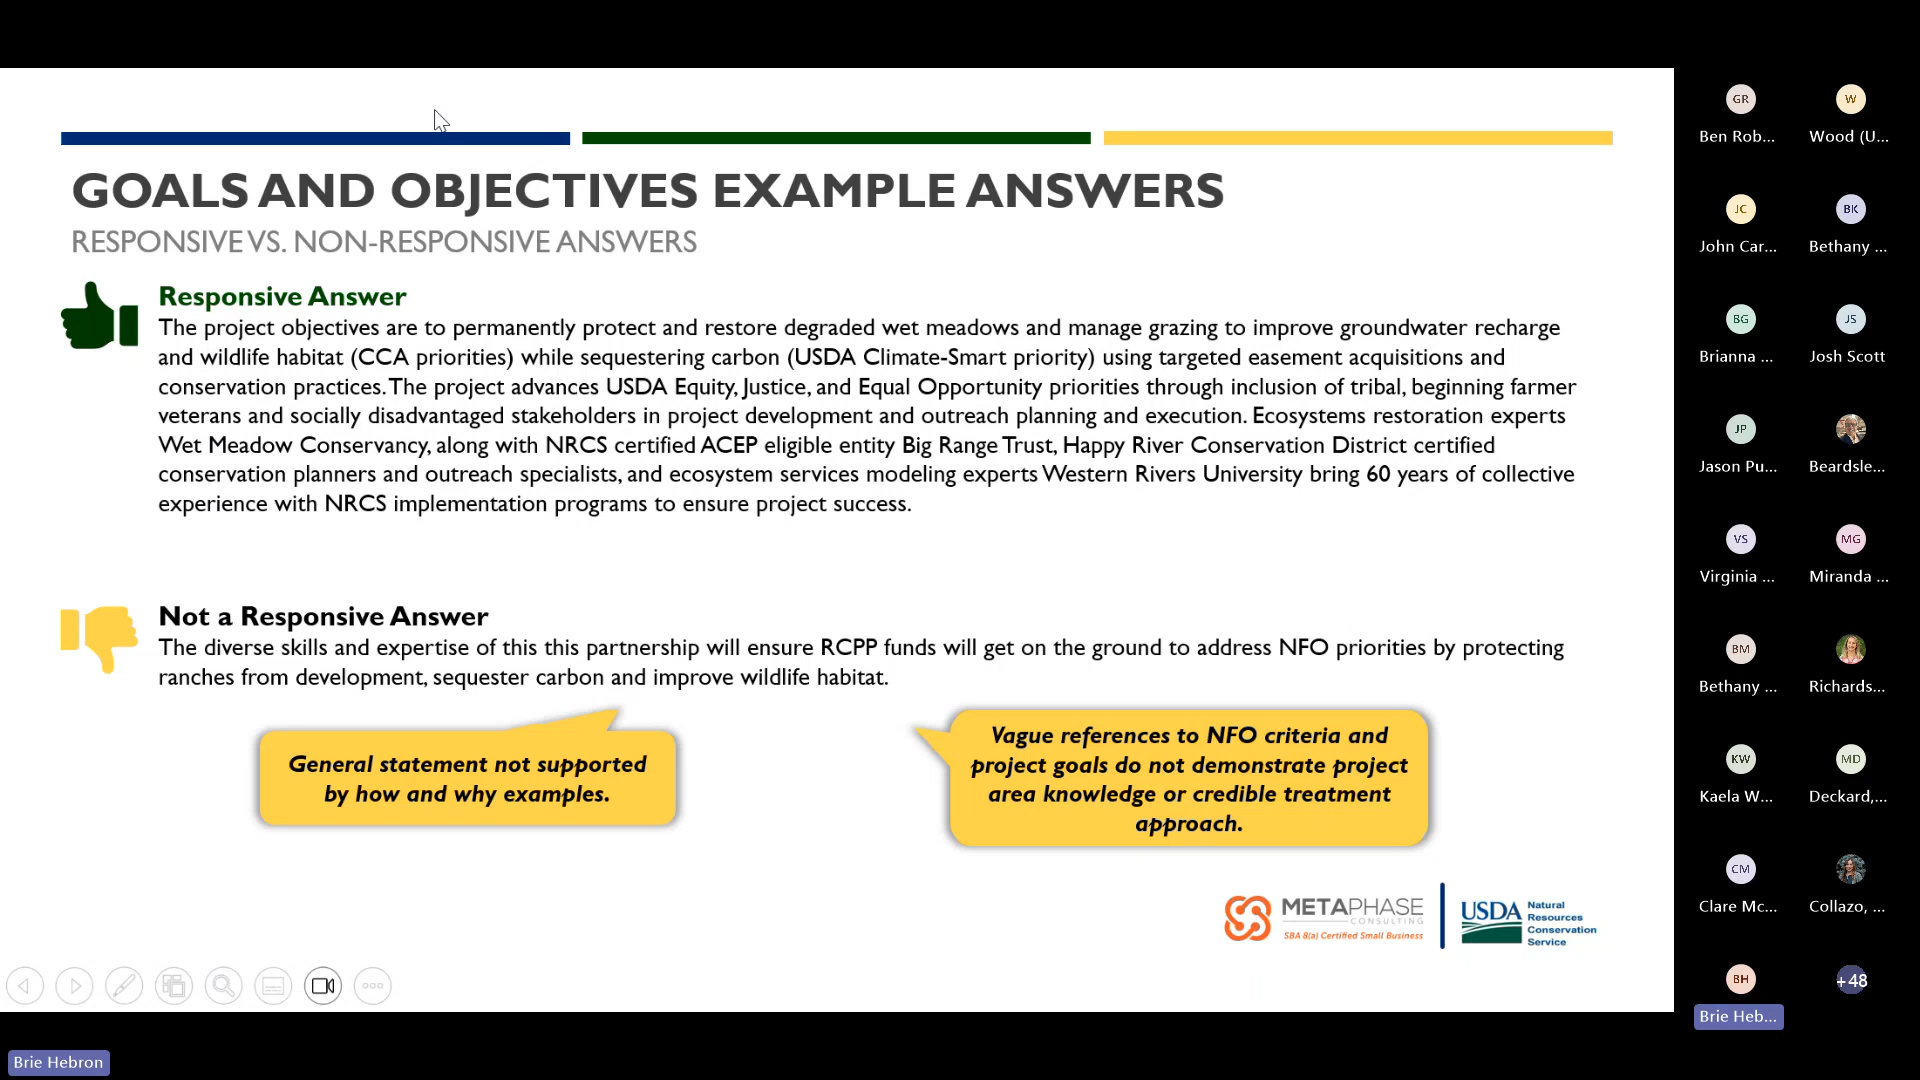 GOALS AND OBJECTIVES EXAMPLE ANSWERS
RESPONSIVE VS. NON-RESPONSIVE ANSWERS
Responsive Answer
The project objectives are to permanently protect and restore degraded wet meadows and manage grazing to improve groundwater recharge
and wildlife habitat (CCA priorities) while sequestering carbon (USDA Climate-Smart priority) using targeted easement acquisitions and
conservation practices. The project advances USDA Equity, Justice, and Equal Opportunity priorities through inclusion of tribal, beginning farmer
veterans and socially disadvantaged stakeholders in project development and outreach planning and execution. Ecosystems restoration experts
Wet Meadow Conservancy, along with NRCS certified ACEP eligible entity Big Range Trust, Happy River Conservation District certified
conservation planners and outreach specialists, and ecosystem services modeling experts Western Rivers University bring 60 years of collective
experience with NRCS implementation programs to ensure project success.
Not a Responsive Answer
The diverse skills and expertise of this this partnership will ensure RCPP funds will get on the ground to address NFO priorities by protecting
ranches from development, sequester carbon and improve wildlife habitat.
General statement not supported
by how and why examples.
Vague references to NFO criteria and
project goals do not demonstrate project
area knowledge or credible treatment
approach.
METAPHASE
CONSULTING
SBA 8(a) Certified Small Business
USDA
Natural
Resources
Conservation
Service
GR
Ben Rob...
W
Wood (U...
JC
John Car...
BK
Bethany ...
BG
Brianna ...
JS
Josh Scott
JP
Jason Pu...
Beardsle...
VS
Virginia ...
MG
Miranda ...
BM
Bethany ...
Richards...
KW
Kaela W...
MD
Deckard,...
CM
Clare Mc...
Collazo, ...
BH
Brie Heb...
+48
Brie Hebron